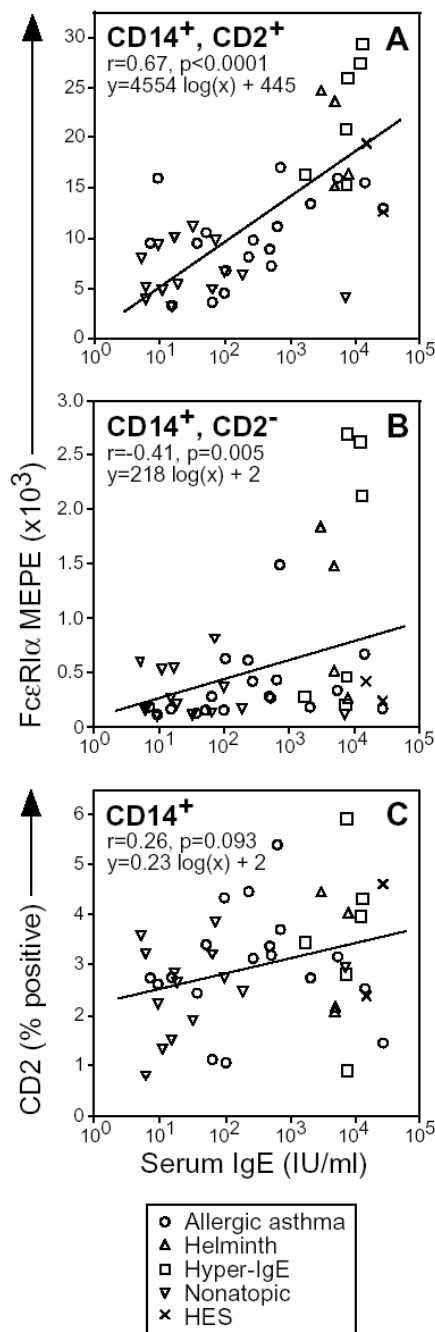 FcεRIα MEPE (x10³)
CD14⁺, CD2⁺ A
r=0.67, p<0.0001
y=4554 log(x) + 445
30
25
20
15
10
5
0
10⁰ 10¹ 10² 10³ 10⁴ 10⁵
CD14⁺, CD2⁻ B
r=-0.41, p=0.005
y=218 log(x) + 2
3.0
2.5
2.0
1.5
1.0
0.5
0.0
10⁰ 10¹ 10² 10³ 10⁴ 10⁵
CD2 (% positive)
CD14⁺ C
r=0.26, p=0.093
y=0.23 log(x) + 2
6
5
4
3
2
1
0
10⁰ 10¹ 10² 10³ 10⁴ 10⁵
Serum IgE (IU/ml)
Allergic asthma
Helminth
Hyper-IgE
Nonatopic
HES